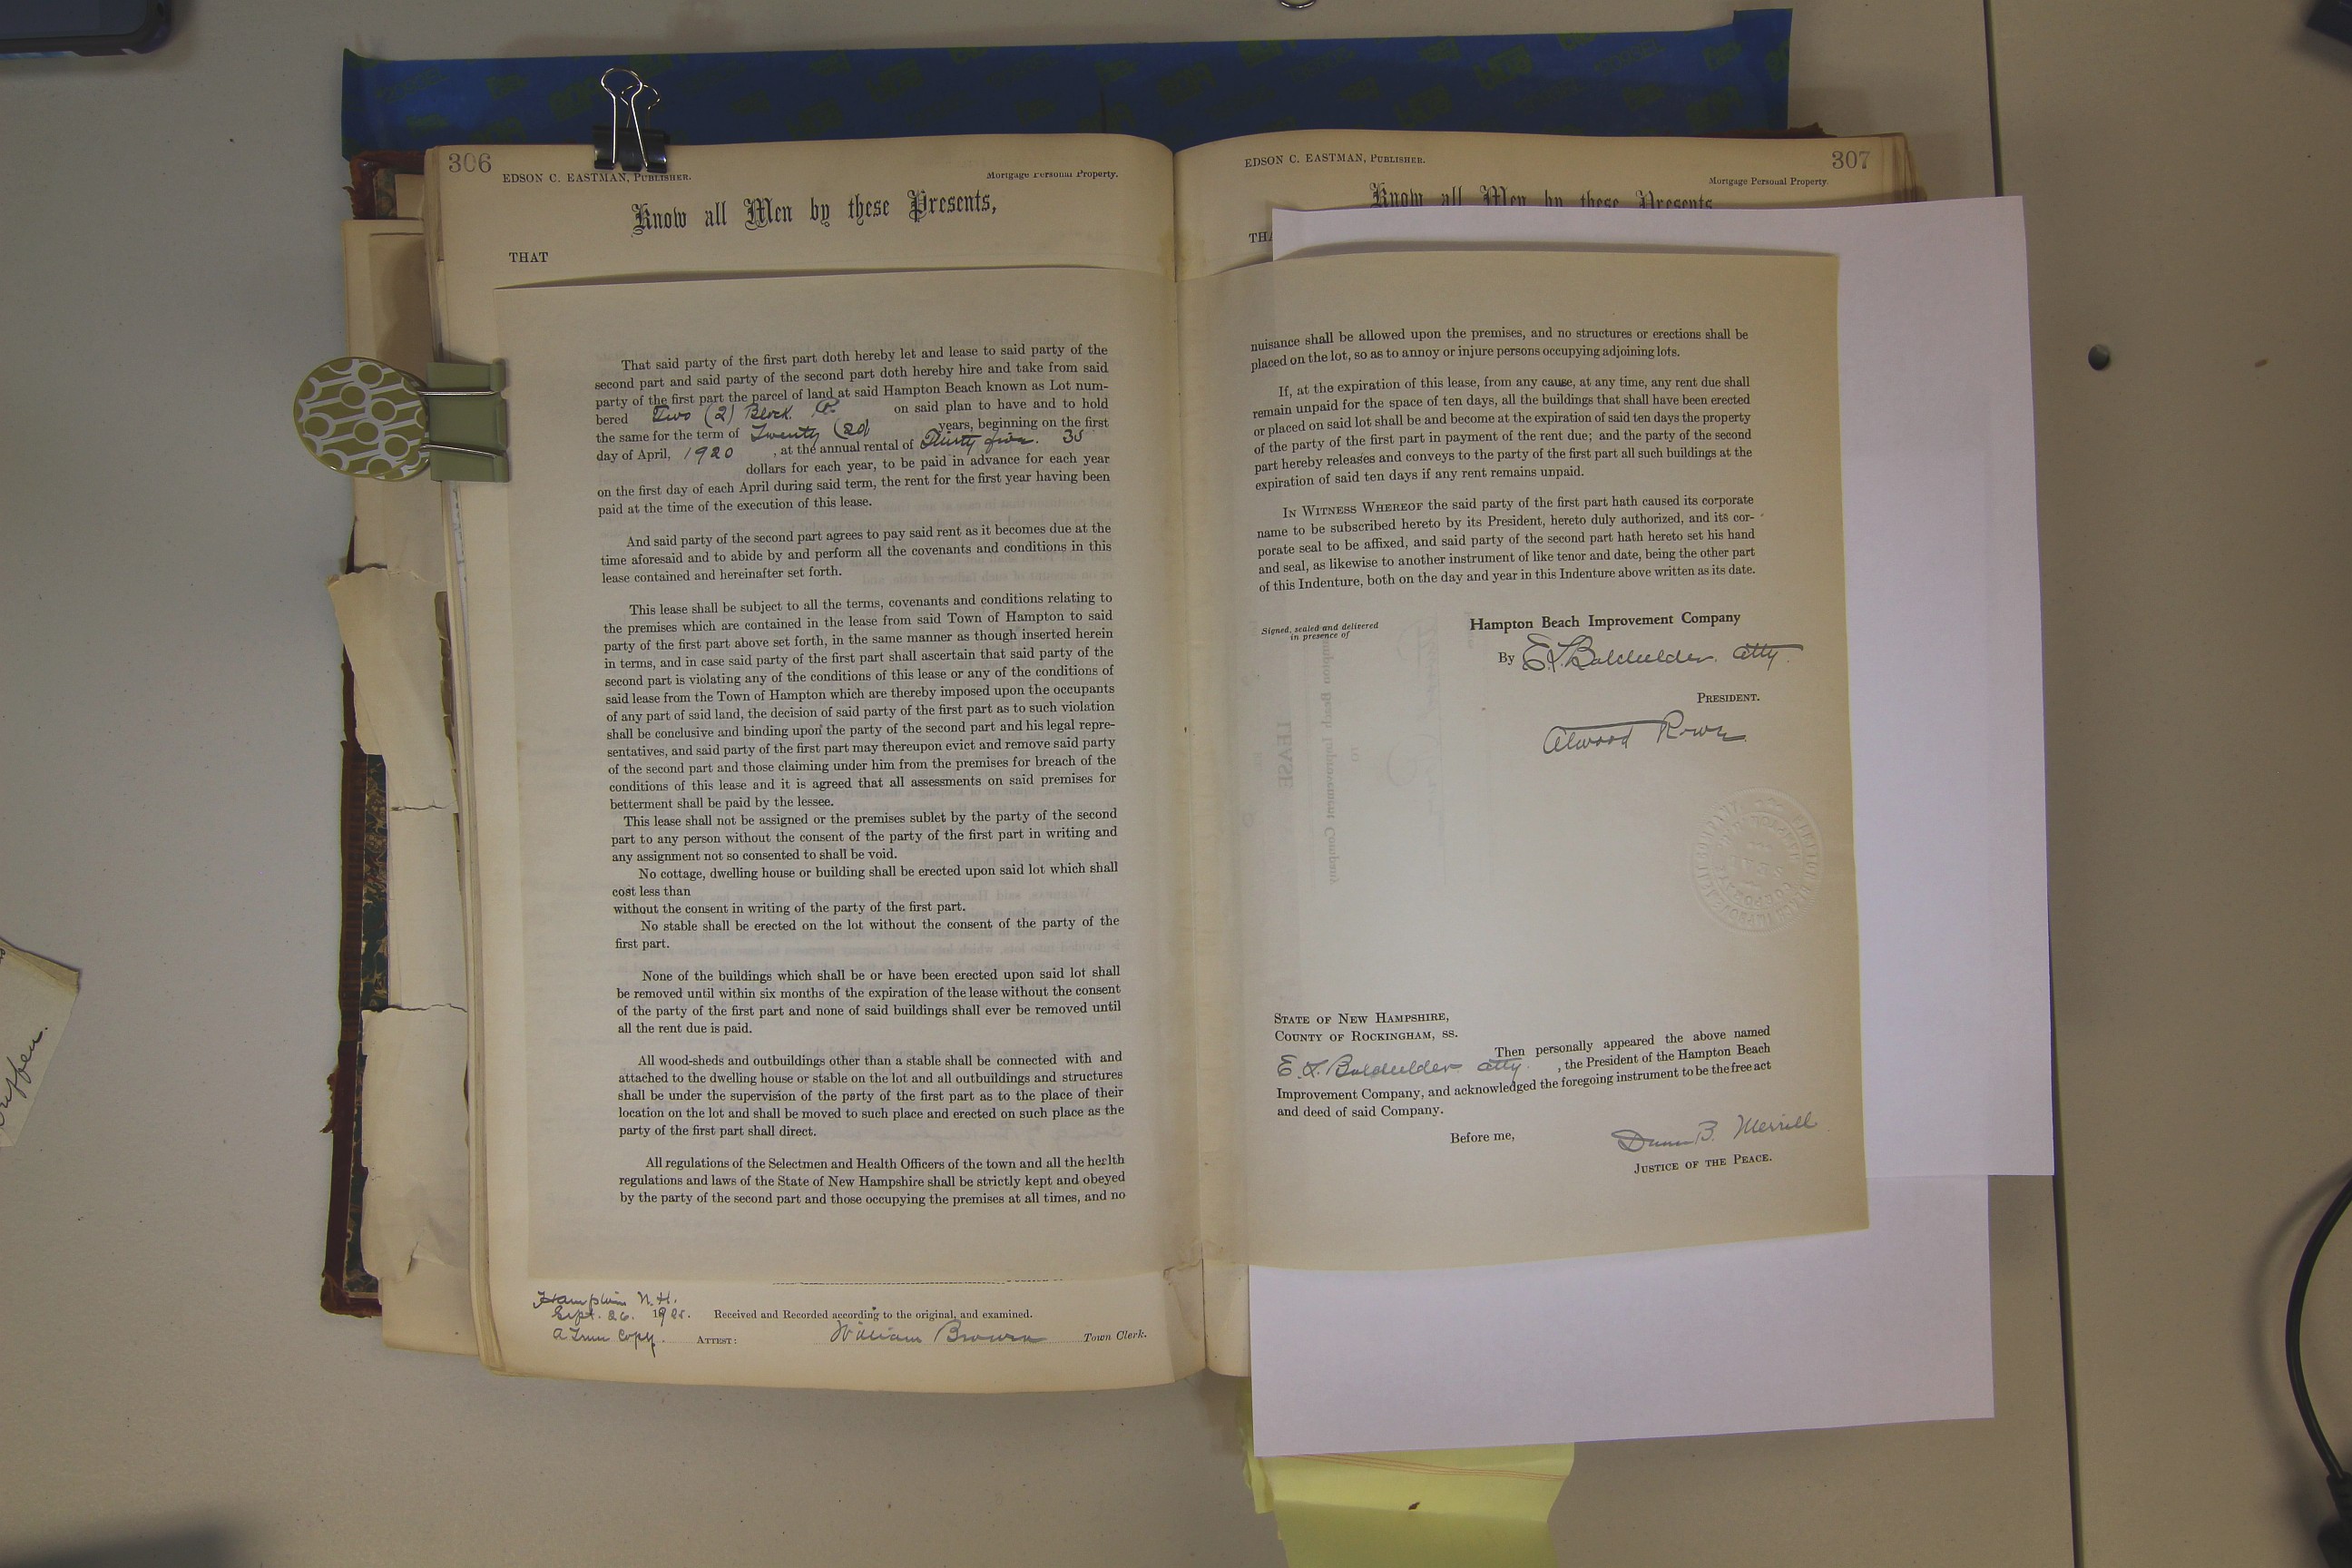 306
EDSON C. EASTMAN, PUBLISHER.
Mortgage Personal Property.
Know all Men by these Presents,
THAT
That said party of the first part doth hereby let and lease to said party of the
second part and said party of the second part doth hereby hire and take from said
party of the first part the parcel of land at said Hampton Beach known as Lot num-
bered Two (2) Block P. on said plan to have and to hold
the same for the term of Twenty (20) years, beginning on the first
day of April, 1920 , at the annual rental of Thirty five. 35
dollars for each year, to be paid in advance for each year
on the first day of each April during said term, the rent for the first year having been
paid at the time of the execution of this lease.
And said party of the second part agrees to pay said rent as it becomes due at the
time aforesaid and to abide by and perform all the covenants and conditions in this
lease contained and hereinafter set forth.
This lease shall be subject to all the terms, covenants and conditions relating to
the premises which are contained in the lease from said Town of Hampton to said
party of the first part above set forth, in the same manner as though inserted herein
in terms, and in case said party of the first part shall ascertain that said party of the
second part is violating any of the conditions of this lease or any of the conditions of
said lease from the Town of Hampton which are thereby imposed upon the occupants
of any part of said land, the decision of said party of the first part as to such violation
shall be conclusive and binding upon the party of the second part and his legal repre-
sentatives, and said party of the first part may thereupon evict and remove said party
of the second part and those claiming under him from the premises for breach of the
conditions of this lease and it is agreed that all assessments on said premises for
betterment shall be paid by the lessee.
This lease shall not be assigned or the premises sublet by the party of the second
part to any person without the consent of the party of the first part in writing and
any assignment not so consented to shall be void.
No cottage, dwelling house or building shall be erected upon said lot which shall
cost less than
without the consent in writing of the party of the first part.
No stable shall be erected on the lot without the consent of the party of the
first part.
None of the buildings which shall be or have been erected upon said lot shall
be removed until within six months of the expiration of the lease without the consent
of the party of the first part and none of said buildings shall ever be removed until
all the rent due is paid.
All wood-sheds and outbuildings other than a stable shall be connected with and
attached to the dwelling house or stable on the lot and all outbuildings and structures
shall be under the supervision of the party of the first part as to the place of their
location on the lot and shall be moved to such place and erected on such place as the
party of the first part shall direct.
All regulations of the Selectmen and Health Officers of the town and all the health
regulations and laws of the State of New Hampshire shall be strictly kept and obeyed
by the party of the second part and those occupying the premises at all times, and no
Hampton N.H.
Sept. 26. 1925. Received and Recorded according to the original, and examined.
A True Copy. ATTEST: William Brown Town Clerk.
EDSON C. EASTMAN, PUBLISHER.
307
Mortgage Personal Property.
Know all Men by these Presents
THA
nuisance shall be allowed upon the premises, and no structures or erections shall be
placed on the lot, so as to annoy or injure persons occupying adjoining lots.
If, at the expiration of this lease, from any cause, at any time, any rent due shall
remain unpaid for the space of ten days, all the buildings that shall have been erected
or placed on said lot shall be and become at the expiration of said ten days the property
of the party of the first part in payment of the rent due; and the party of the second
part hereby releases and conveys to the party of the first part all such buildings at the
expiration of said ten days if any rent remains unpaid.
IN WITNESS WHEREOF the said party of the first part hath caused its corporate
name to be subscribed hereto by its President, hereto duly authorized, and its cor-
porate seal to be affixed, and said party of the second part hath hereto set his hand
and seal, as likewise to another instrument of like tenor and date, being the other part
of this Indenture, both on the day and year in this Indenture above written as its date.
Signed, sealed and delivered
in presence of
Hampton Beach Improvement Company
By E. L. Batchelder. Atty.
PRESIDENT.
Atwood
STATE OF NEW HAMPSHIRE,
COUNTY OF ROCKINGHAM, SS.
Then personally appeared the above named
E. L. Batchelder Atty. , the President of the Hampton Beach
Improvement Company, and acknowledged the foregoing instrument to be the free act
and deed of said Company.
Before me,
B. Merrill
JUSTICE OF THE PEACE.